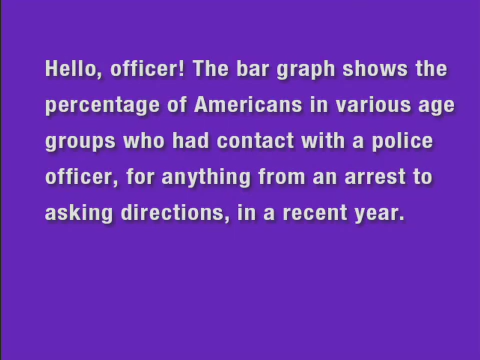 Hello, officer! The bar graph shows the
percentage of Americans in various age
groups who had contact with a police
officer, for anything from an arrest to
asking directions, in a recent year.